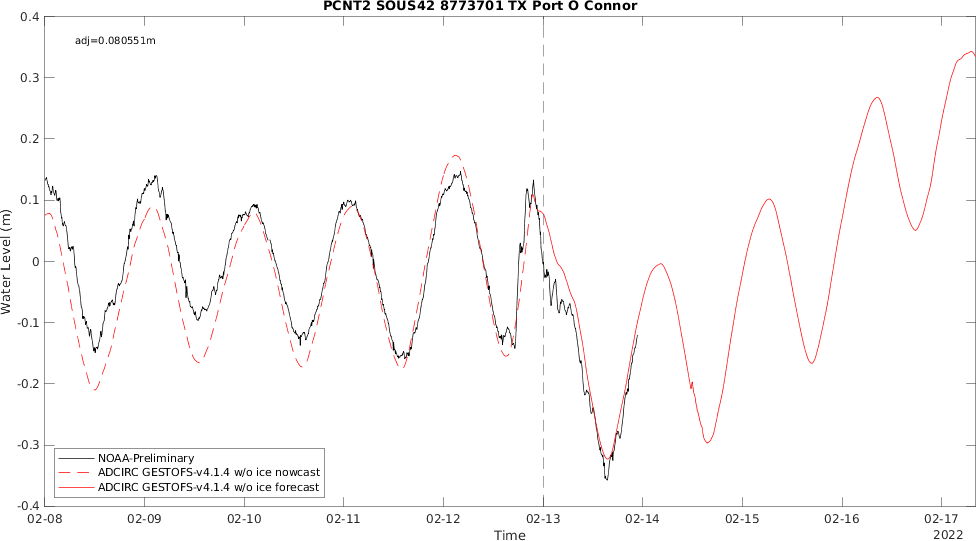 PCNT2 SOUS42 8773701 TX Port O Connor
adj=0.080551m
0.4
0.3
0.2
0.1
0
-0.1
-0.2
-0.3
-0.4
Water Level (m)
NOAA-Preliminary
ADCIRC GESTOFS-v4.1.4 w/o ice nowcast
ADCIRC GESTOFS-v4.1.4 w/o ice forecast
02-08 02-09 02-10 02-11 02-12 02-13 02-14 02-15 02-16 02-17
Time
2022